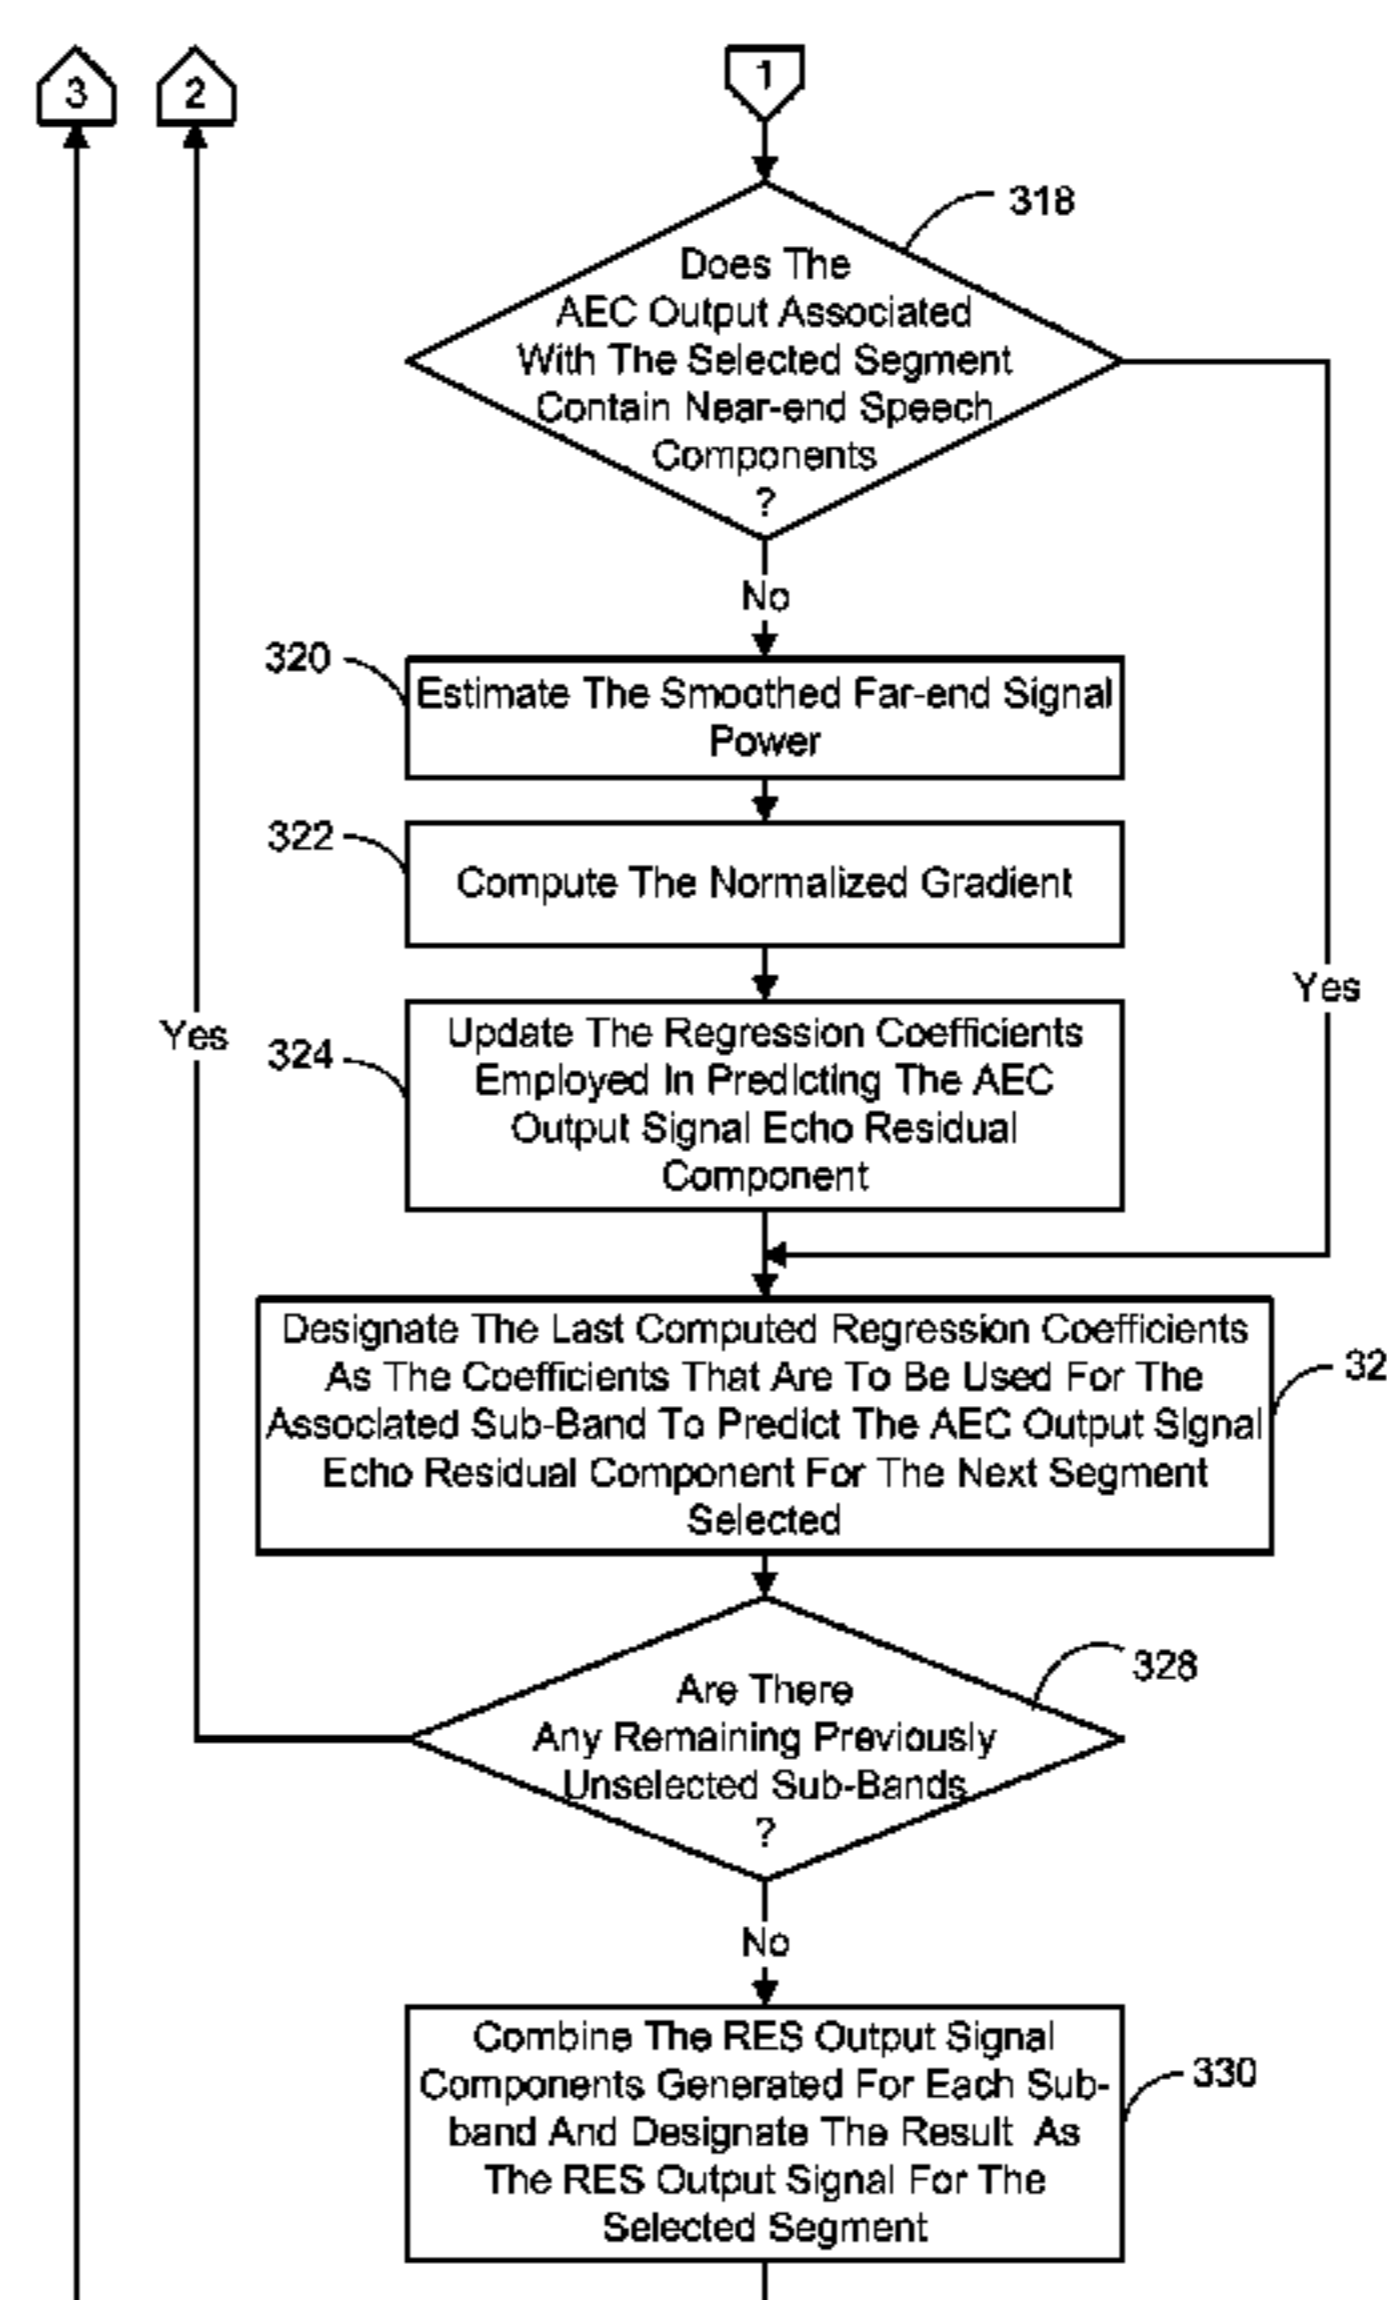 3
2
1
318
Does The
AEC Output Associated
With The Selected Segment
Contain Near-end Speech
Components
?
No
320
Estimate The Smoothed Far-end Signal
Power
322
Compute The Normalized Gradient
Yes
Yes
324
Update The Regression Coefficients
Employed In Predicting The AEC
Output Signal Echo Residual
Component
Designate The Last Computed Regression Coefficients
As The Coefficients That Are To Be Used For The
Associated Sub-Band To Predict The AEC Output Signal
Echo Residual Component For The Next Segment
Selected
32
328
Are There
Any Remaining Previously
Unselected Sub-Bands
?
No
Combine The RES Output Signal
Components Generated For Each Sub-
band And Designate The Result As
The RES Output Signal For The
Selected Segment
330